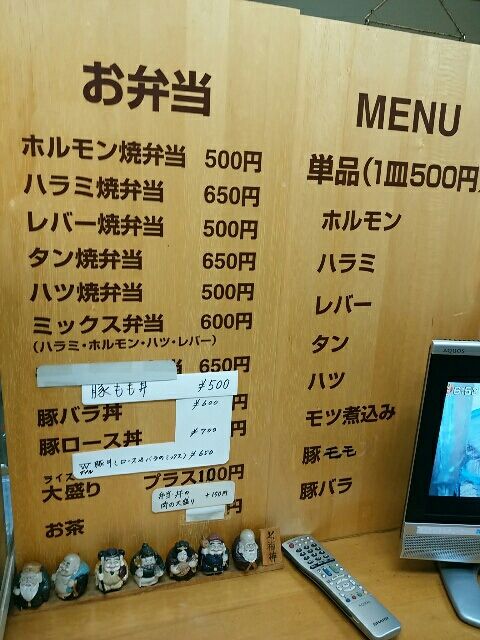 お弁当
ホルモン焼弁当 500円
ハラミ焼弁当 650円
レバー焼弁当 500円
タン焼弁当 650円
ハツ焼弁当 500円
ミックス弁当 600円
(ハラミ・ホルモン・ハツ・レバー)
当 650円
豚もも丼 ¥500
豚バラ丼 ¥600
豚ロース丼 ¥700
豚丼(ロース&バラのミックス) ¥650
ライス
大盛り プラス100円
弁当・丼の
肉の大盛り +150円
お茶 円
MENU
単品(1皿500円)
ホルモン
ハラミ
レバー
タン
ハツ
モツ煮込み
豚モモ
豚バラ
AQUOS
SHARP